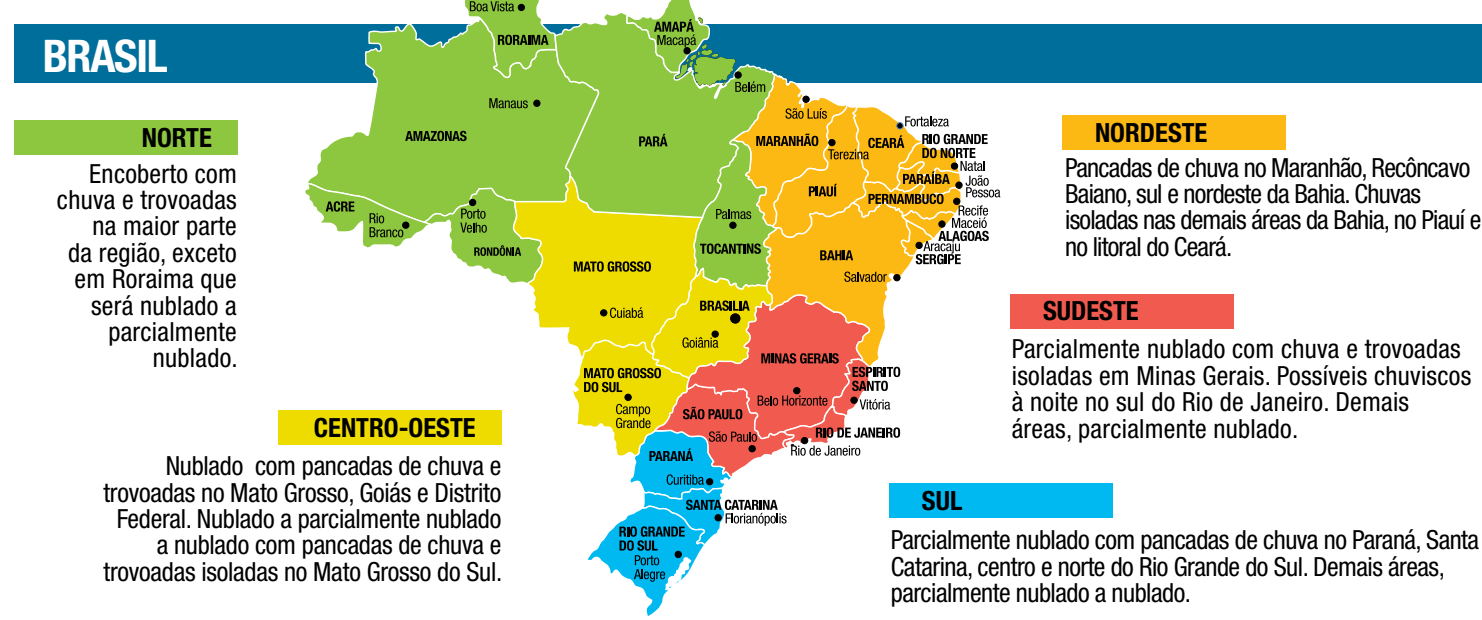 BRASIL
NORTE
Encoberto com
chuva e trovoadas
na maior parte
da região, exceto
em Roraima que
será nublado a
parcialmente
nublado.
CENTRO-OESTE
Nublado com pancadas de chuva e
trovoadas no Mato Grosso, Goiás e Distrito
Federal. Nublado a parcialmente nublado
a nublado com pancadas de chuva e
trovoadas isoladas no Mato Grosso do Sul.
Boa Vista
RORAIMA
AMAPÁ
Macapá
Belém
Manaus
AMAZONAS
PARÁ
ACRE
Rio
Branco
Porto
Velho
RONDÔNIA
Palmas
TOCANTINS
São Luís
MARANHÃO
Terezina
PIAUÍ
CEARÁ
Fortaleza
RIO GRANDE
DO NORTE
Natal
PARAÍBA
João
Pessoa
PERNAMBUCO
Recife
Maceió
ALAGOAS
Aracaju
SERGIPE
BAHIA
Salvador
MATO GROSSO
Cuiabá
BRASILIA
Goiânia
MATO GROSSO
DO SUL
Campo
Grande
MINAS GERAIS
Belo Horizonte
ESPIRITO
SANTO
Vitória
SÃO PAULO
São Paulo
RIO DE JANEIRO
Rio de Janeiro
PARANÁ
Curitiba
SANTA CATARINA
Florianópolis
RIO GRANDE
DO SUL
Porto
Alegre
NORDESTE
Pancadas de chuva no Maranhão, Recôncavo
Baiano, sul e nordeste da Bahia. Chuvas
isoladas nas demais áreas da Bahia, no Piauí e
no litoral do Ceará.
SUDESTE
Parcialmente nublado com chuva e trovoadas
isoladas em Minas Gerais. Possíveis chuviscos
à noite no sul do Rio de Janeiro. Demais
áreas, parcialmente nublado.
SUL
Parcialmente nublado com pancadas de chuva no Paraná, Santa
Catarina, centro e norte do Rio Grande do Sul. Demais áreas,
parcialmente nublado a nublado.